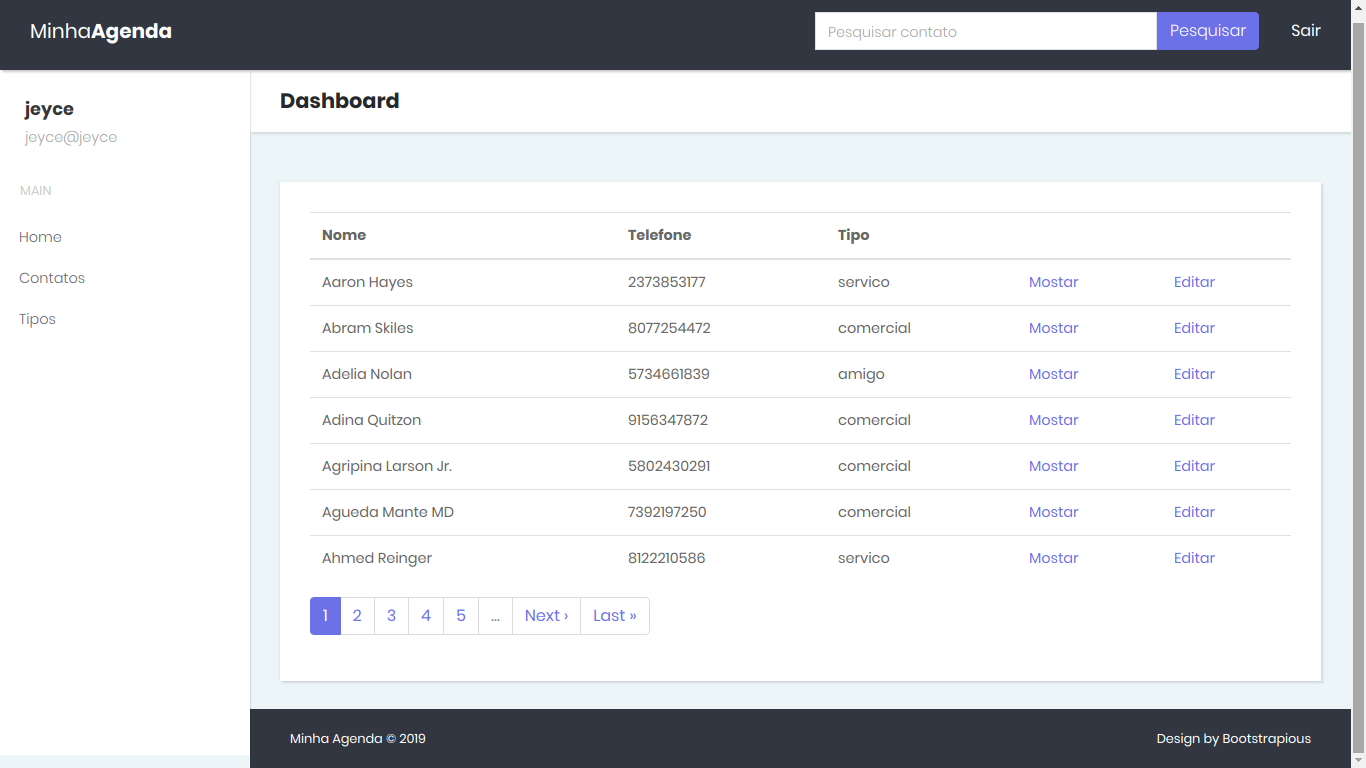 MinhaAgenda
Pesquisar contato Pesquisar Sair
jeyce
jeyce@jeyce
MAIN
Home
Contatos
Tipos
Dashboard
Nome Telefone Tipo
Aaron Hayes 2373853177 servico Mostar Editar
Abram Skiles 8077254472 comercial Mostar Editar
Adelia Nolan 5734661839 amigo Mostar Editar
Adina Quitzon 9156347872 comercial Mostar Editar
Agripina Larson Jr. 5802430291 comercial Mostar Editar
Agueda Mante MD 7392197250 comercial Mostar Editar
Ahmed Reinger 8122210586 servico Mostar Editar
1 2 3 4 5 … Next › Last »
Minha Agenda © 2019 Design by Bootstrapious